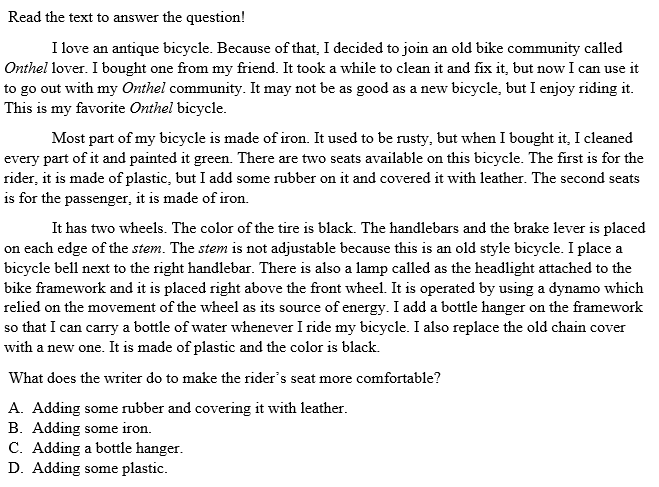 Read the text to answer the question!
I love an antique bicycle. Because of that, I decided to join an old bike community called
Onthel lover. I bought one from my friend. It took a while to clean it and fix it, but now I can use it
to go out with my Onthel community. It may not be as good as a new bicycle, but I enjoy riding it.
This is my favorite Onthel bicycle.
Most part of my bicycle is made of iron. It used to be rusty, but when I bought it, I cleaned
every part of it and painted it green. There are two seats available on this bicycle. The first is for the
rider, it is made of plastic, but I add some rubber on it and covered it with leather. The second seats
is for the passenger, it is made of iron.
It has two wheels. The color of the tire is black. The handlebars and the brake lever is placed
on each edge of the stem. The stem is not adjustable because this is an old style bicycle. I place a
bicycle bell next to the right handlebar. There is also a lamp called as the headlight attached to the
bike framework and it is placed right above the front wheel. It is operated by using a dynamo which
relied on the movement of the wheel as its source of energy. I add a bottle hanger on the framework
so that I can carry a bottle of water whenever I ride my bicycle. I also replace the old chain cover
with a new one. It is made of plastic and the color is black.
What does the writer do to make the rider's seat more comfortable?
A. Adding some rubber and covering it with leather.
B. Adding some iron.
C. Adding a bottle hanger.
D. Adding some plastic.